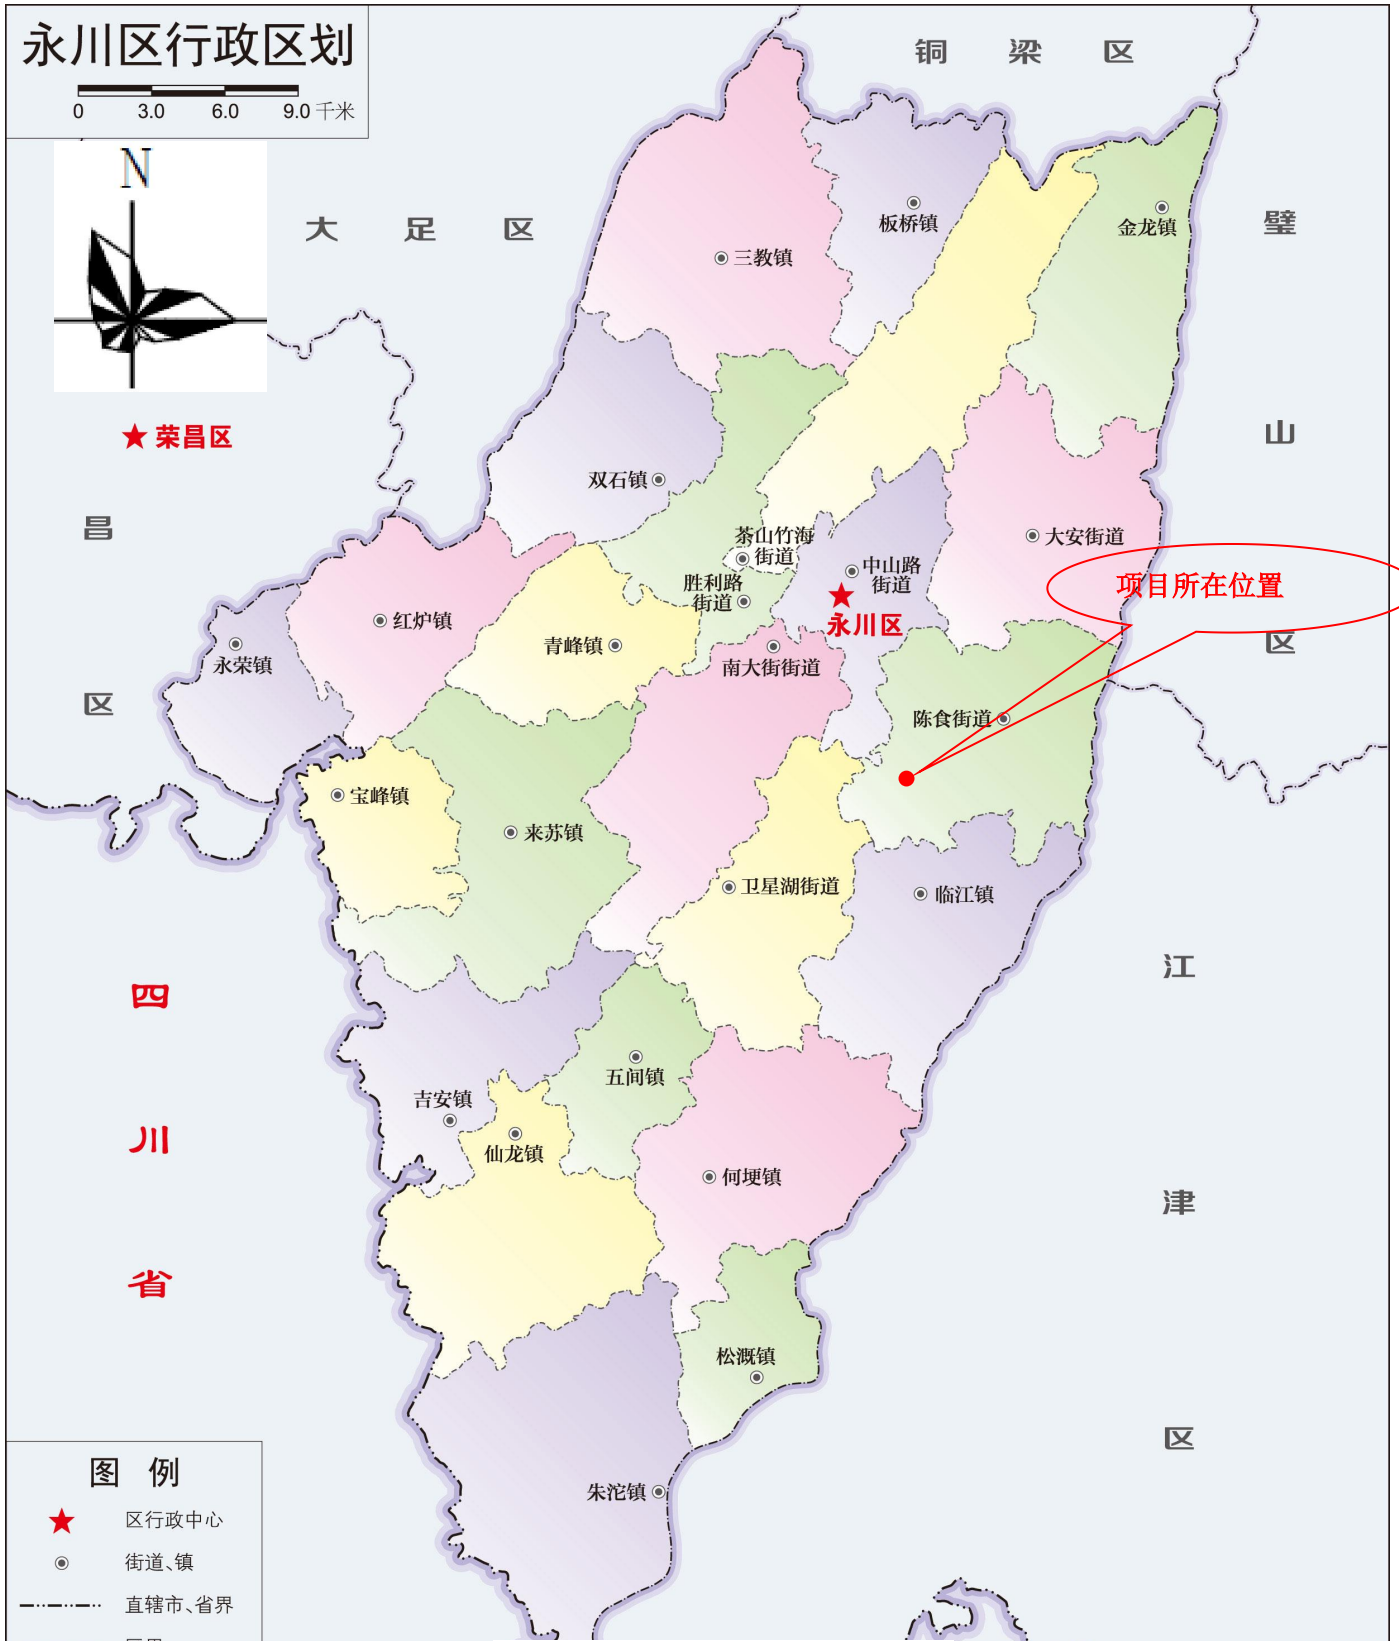 永川区行政区划
0 3.0 6.0 9.0 千米
N
铜 梁 区
大 足 区
璧
山
区
板桥镇
金龙镇
三教镇
荣昌区
昌
区
双石镇
茶山竹海
街道
中山路
街道
大安街道
项目所在位置
胜利路
街道
永川区
红炉镇
青峰镇
永荣镇
南大街街道
陈食街道
宝峰镇
来苏镇
卫星湖街道
临江镇
四
川
省
江
津
区
五间镇
吉安镇
仙龙镇
何埂镇
松溉镇
朱沱镇
图 例
区行政中心
街道、镇
直辖市、省界